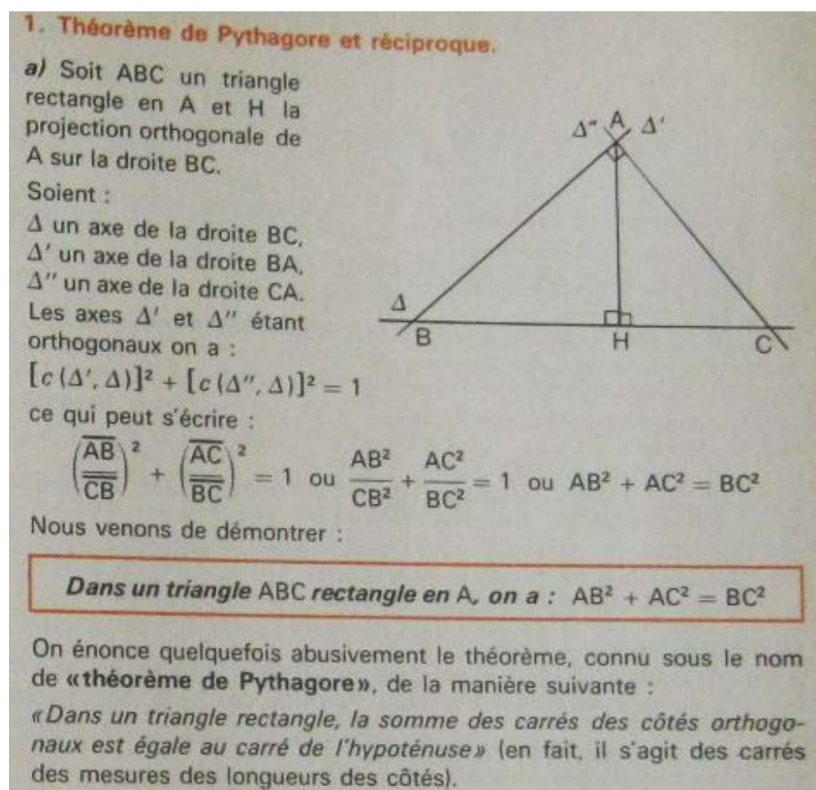 1. Théorème de Pythagore et réciproque.
a) Soit ABC un triangle
rectangle en A et H la
projection orthogonale de
A sur la droite BC.
Soient :
Δ un axe de la droite BC,
Δ′ un axe de la droite BA,
Δ″ un axe de la droite CA.
Les axes Δ′ et Δ″ étant
orthogonaux on a :
[c (Δ′, Δ)]² + [c (Δ″, Δ)]² = 1
Δ″ A Δ′
Δ
B H C
ce qui peut s'écrire :
(A̅B̅/C̅B̅)² + (A̅C̅/B̅C̅)² = 1 ou AB²/CB² + AC²/BC² = 1 ou AB² + AC² = BC²
Nous venons de démontrer :
Dans un triangle ABC rectangle en A, on a : AB² + AC² = BC²
On énonce quelquefois abusivement le théorème, connu sous le nom
de «théorème de Pythagore», de la manière suivante :
«Dans un triangle rectangle, la somme des carrés des côtés orthogo-
naux est égale au carré de l'hypoténuse» (en fait, il s'agit des carrés
des mesures des longueurs des côtés).